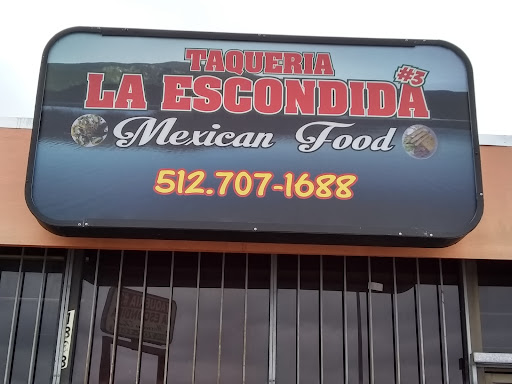 TAQUERIA
LA ESCONDIDA #3
Mexican Food
512.707-1688